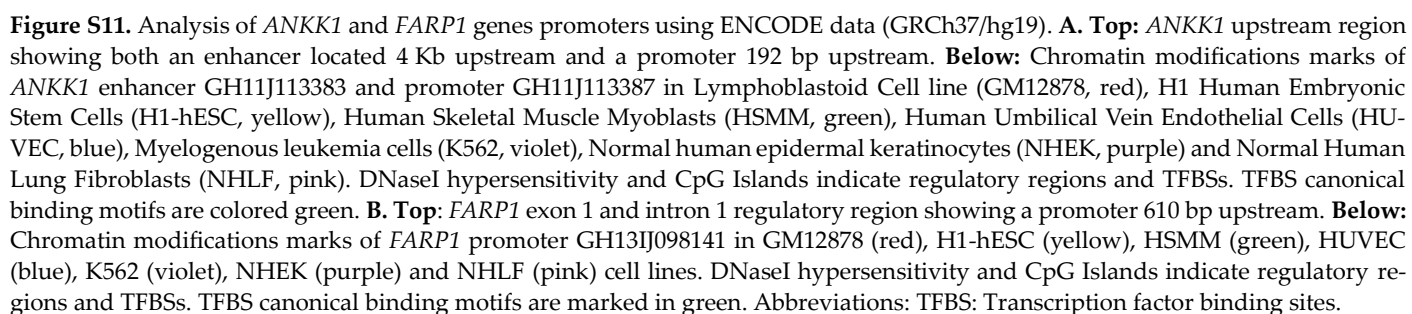 Figure S11. Analysis of ANKK1 and FARP1 genes promoters using ENCODE data (GRCh37/hg19). A. Top: ANKK1 upstream region
showing both an enhancer located 4 Kb upstream and a promoter 192 bp upstream. Below: Chromatin modifications marks of
ANKK1 enhancer GH11J113383 and promoter GH11J113387 in Lymphoblastoid Cell line (GM12878, red), H1 Human Embryonic
Stem Cells (H1-hESC, yellow), Human Skeletal Muscle Myoblasts (HSMM, green), Human Umbilical Vein Endothelial Cells (HU-
VEC, blue), Myelogenous leukemia cells (K562, violet), Normal human epidermal keratinocytes (NHEK, purple) and Normal Human
Lung Fibroblasts (NHLF, pink). DNaseI hypersensitivity and CpG Islands indicate regulatory regions and TFBSs. TFBS canonical
binding motifs are colored green. B. Top: FARP1 exon 1 and intron 1 regulatory region showing a promoter 610 bp upstream. Below:
Chromatin modifications marks of FARP1 promoter GH13IJ098141 in GM12878 (red), H1-hESC (yellow), HSMM (green), HUVEC
(blue), K562 (violet), NHEK (purple) and NHLF (pink) cell lines. DNaseI hypersensitivity and CpG Islands indicate regulatory re-
gions and TFBSs. TFBS canonical binding motifs are marked in green. Abbreviations: TFBS: Transcription factor binding sites.